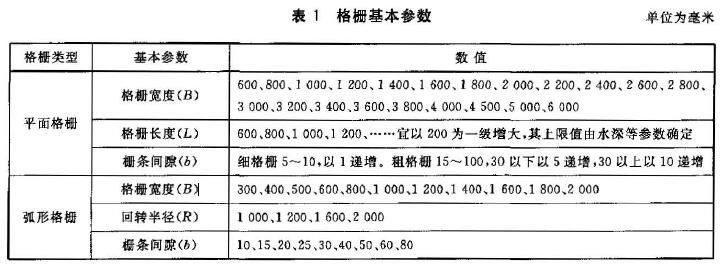 表 1 格栅基本参数
单位为毫米
格栅类型 基本参数 数值
平面格栅 格栅宽度(B) 600、800、1 000、1 200、1 400、1 600、1 800、2 000、2 200、2 400、2 600、2 800、
3 000、3 200、3 400、3 600、3 800、4 000、4 500、5 000、6 000
格栅长度(L) 600、800、1 000、1 200、……宜以 200 为一级增大,其上限值由水深等参数确定
栅条间隙(b) 细格栅 5～10,以 1 递增。粗格栅 15～100,30 以下以 5 递增,30 以上以 10 递增
弧形格栅 格栅宽度(B) 300、400、500、600、800、1 000、1 200、1 400、1 600、1 800、2 000
回转半径(R) 1 000、1 200、1 600、2 000
栅条间隙(b) 10、15、20、25、30、40、50、60、80